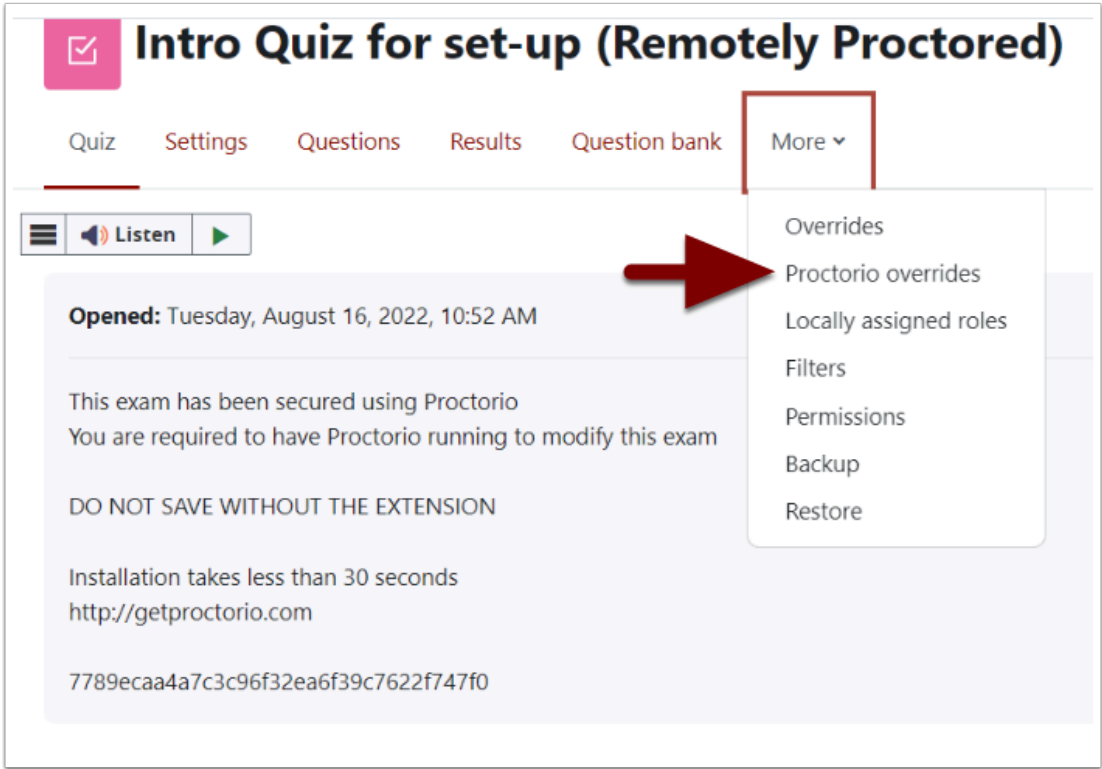 Intro Quiz for set-up (Remotely Proctored)
Quiz Settings Questions Results Question bank More
Listen
Overrides
Proctorio overrides
Locally assigned roles
Filters
Permissions
Backup
Restore
Opened: Tuesday, August 16, 2022, 10:52 AM
This exam has been secured using Proctorio
You are required to have Proctorio running to modify this exam
DO NOT SAVE WITHOUT THE EXTENSION
Installation takes less than 30 seconds
http://getproctorio.com
7789ecaa4a7c3c96f32ea6f39c7622f747f0